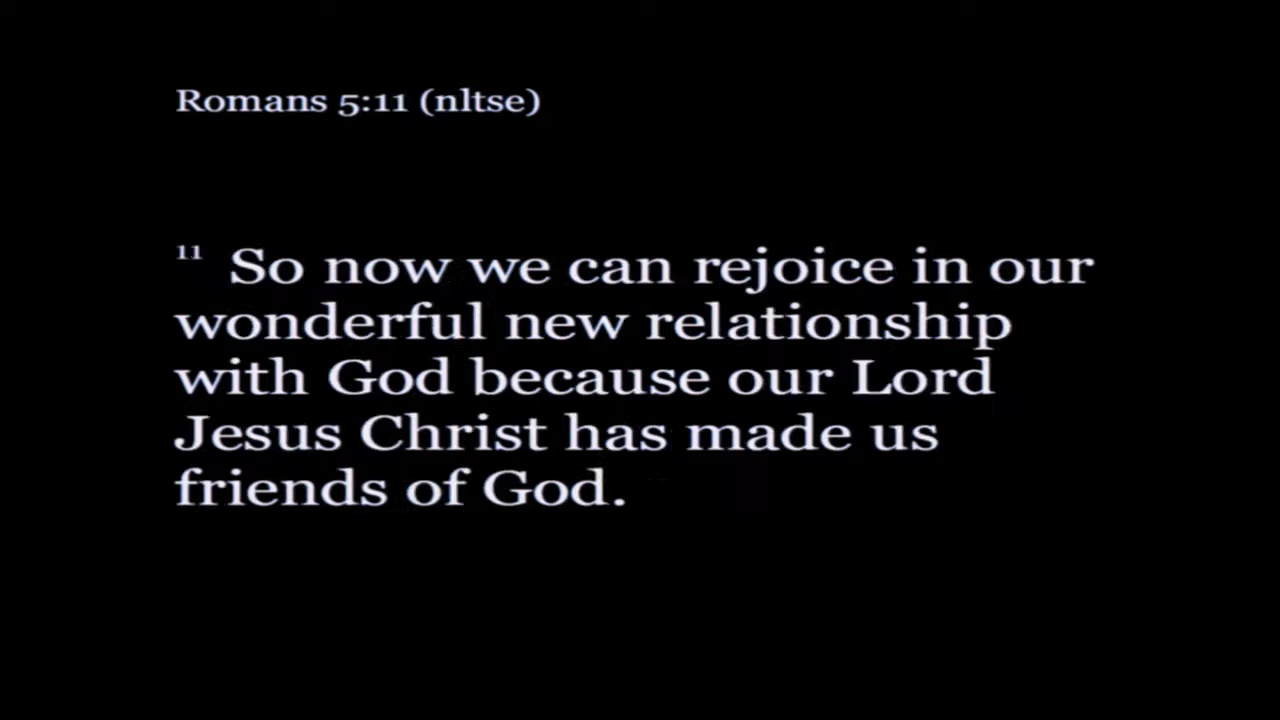 Romans 5:11 (nltse)
11 So now we can rejoice in our
wonderful new relationship
with God because our Lord
Jesus Christ has made us
friends of God.